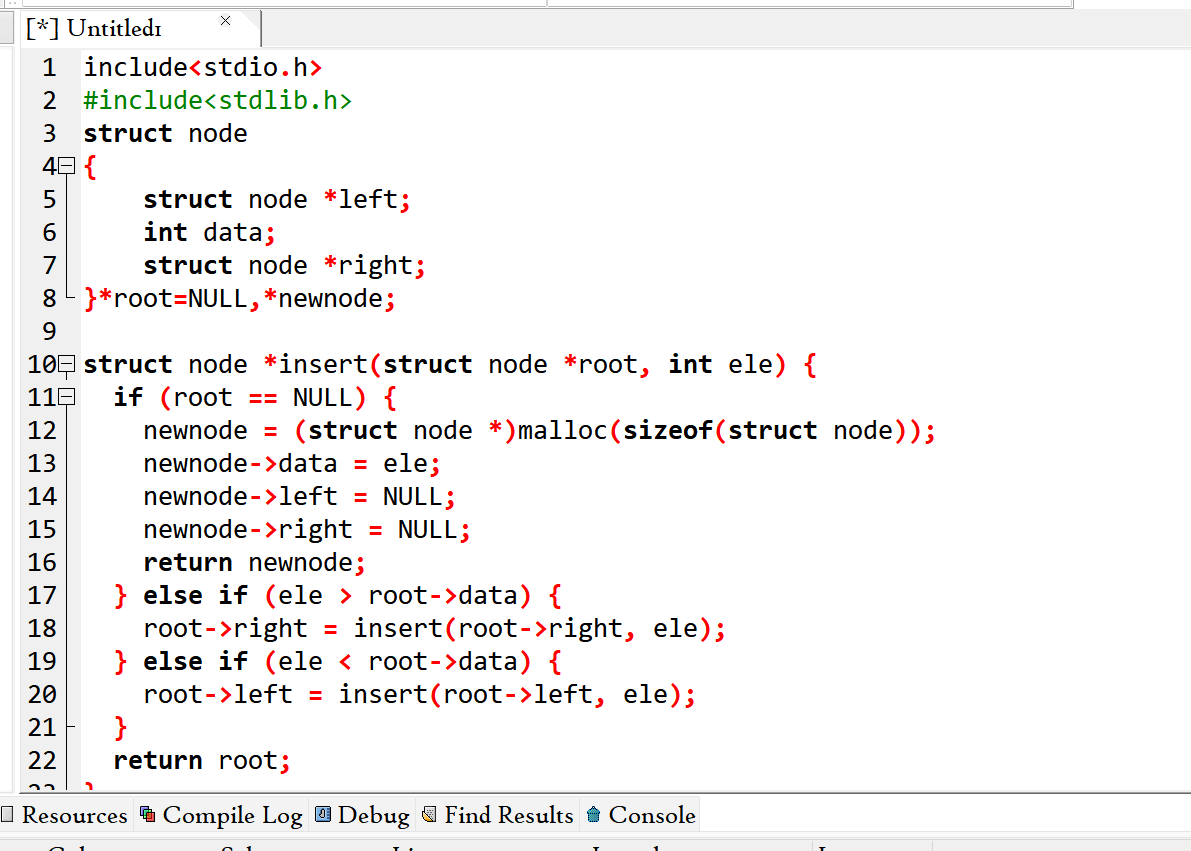 [*] Untitled1
1 include<stdio.h>
2 #include<stdlib.h>
3 struct node
4 {
5 struct node *left;
6 int data;
7 struct node *right;
8 }*root=NULL,*newnode;
9
10 struct node *insert(struct node *root, int ele) {
11 if (root == NULL) {
12 newnode = (struct node *)malloc(sizeof(struct node));
13 newnode->data = ele;
14 newnode->left = NULL;
15 newnode->right = NULL;
16 return newnode;
17 } else if (ele > root->data) {
18 root->right = insert(root->right, ele);
19 } else if (ele < root->data) {
20 root->left = insert(root->left, ele);
21 }
22 return root;
23 }
Resources Compile Log Debug Find Results Console